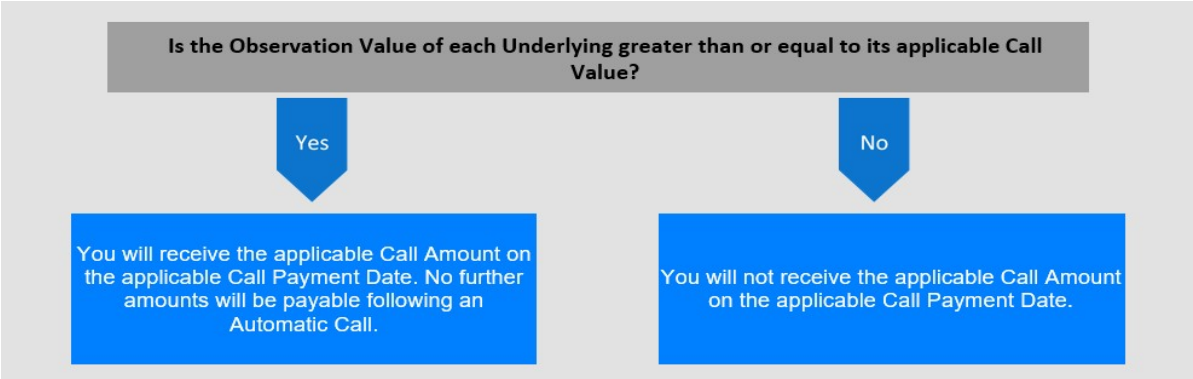 Is the Observation Value of each Underlying greater than or equal to its applicable Call
Value?
Yes
No
You will receive the applicable Call Amount on
the applicable Call Payment Date. No further
amounts will be payable following an
Automatic Call.
You will not receive the applicable Call Amount
on the applicable Call Payment Date.